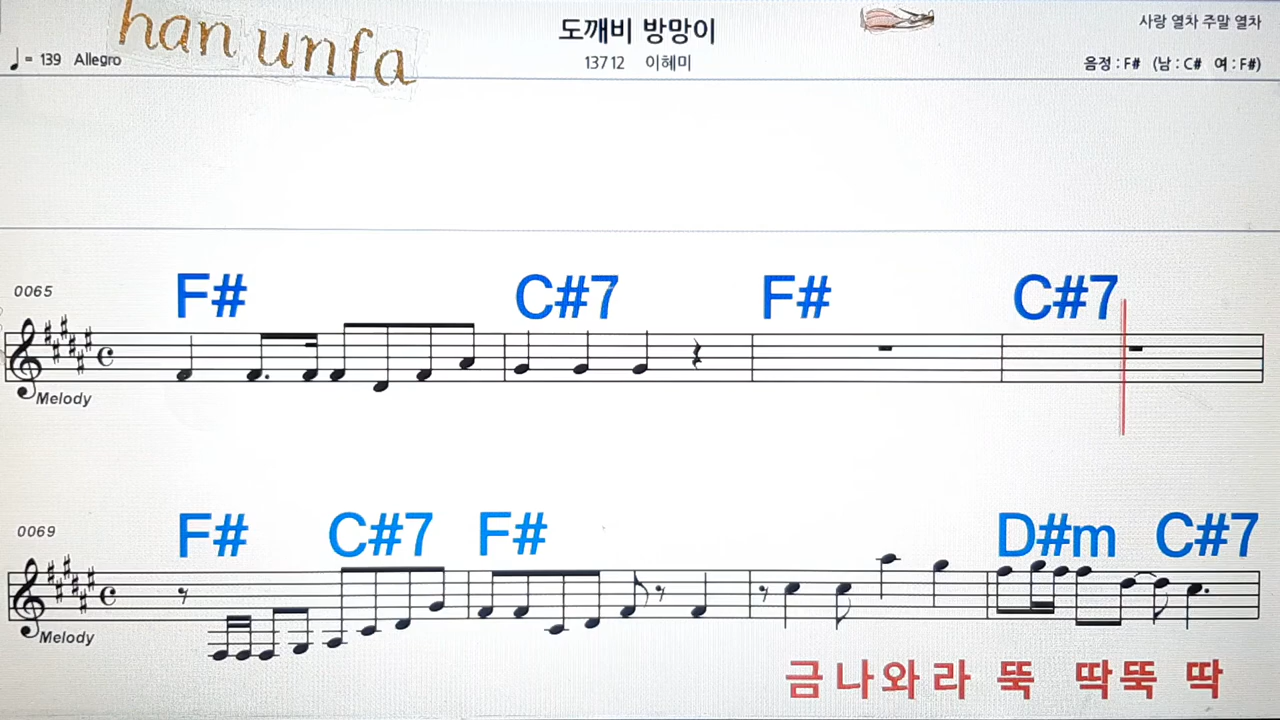 han unfa
도깨비 방망이
사랑 열차 주말 열차
♩= 139 Allegro
13712 이혜미
음정 : F# (남 : C# 여 : F#)
F# C#7 F# C#7
0065
Melody
F# C#7 F# D#m C#7
0069
Melody
금나와라 뚝 딱뚝 딱